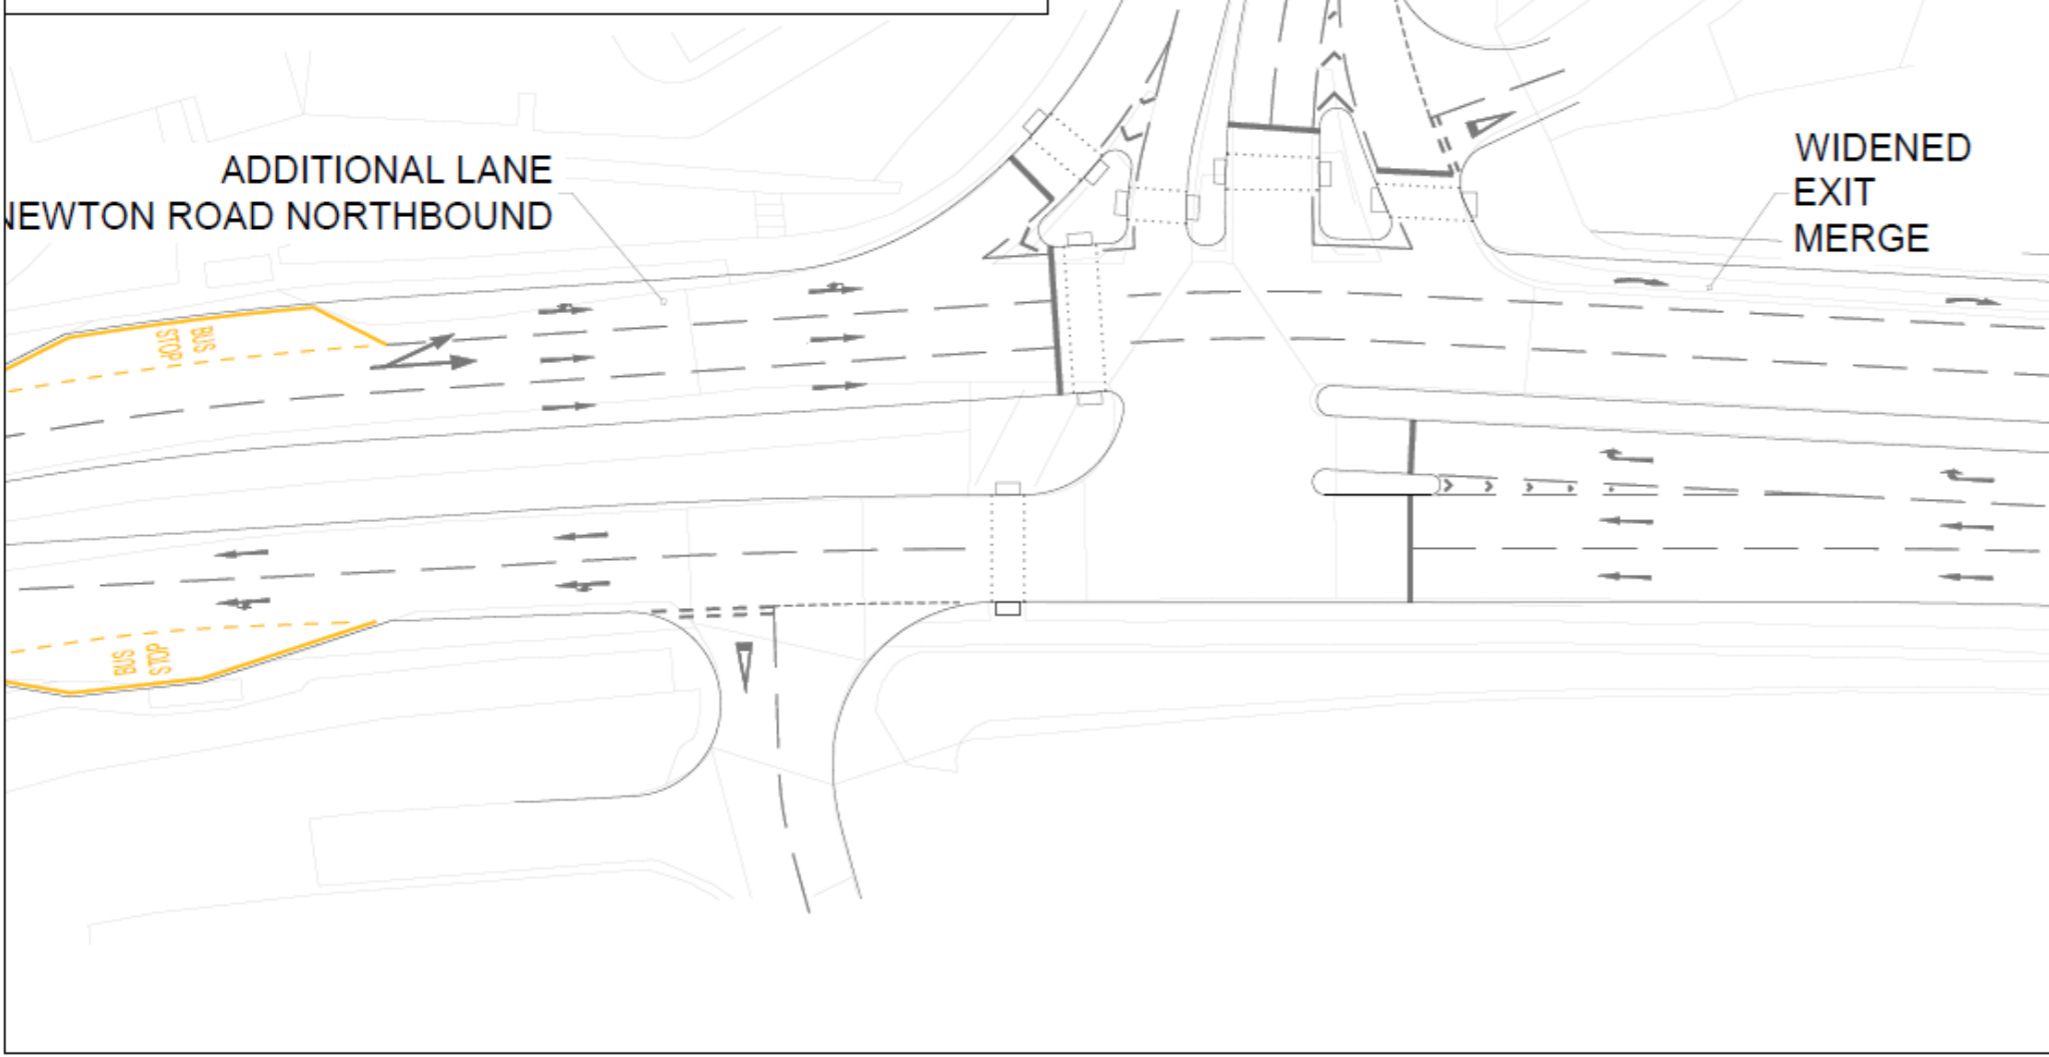 ADDITIONAL LANE
NEWTON ROAD NORTHBOUND
WIDENED
EXIT
MERGE
BUS
STOP
BUS
STOP